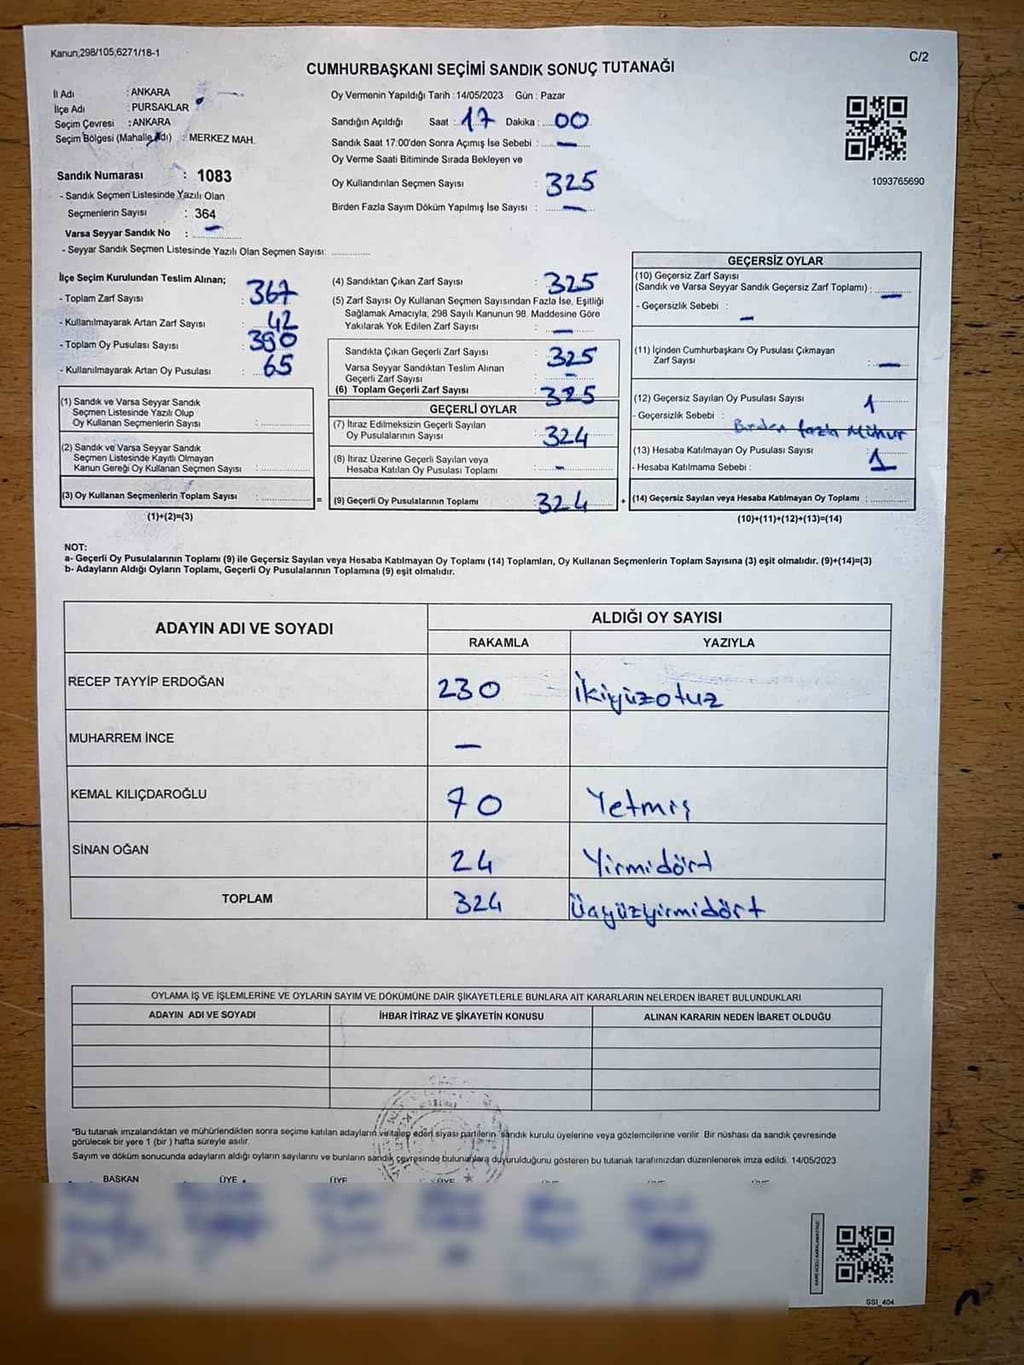 Kanun,298/105,6271/18-1
C/2
CUMHURBAŞKANI SEÇİMİ SANDIK SONUÇ TUTANAĞI
İl Adı : ANKARA
İlçe Adı : PURSAKLAR
Seçim Çevresi : ANKARA
Seçim Bölgesi (Mahalle Adı) : MERKEZ MAH.
Sandık Numarası : 1083
- Sandık Seçmen Listesinde Yazılı Olan
Seçmenlerin Sayısı : 364
Varsa Seyyar Sandık No : –
- Seyyar Sandık Seçmen Listesinde Yazılı Olan Seçmen Sayısı: ..............
Oy Vermenin Yapıldığı Tarih : 14/05/2023 Gün : Pazar
Sandığın Açıldığı Saat : 17 Dakika : 00
Sandık Saat 17:00'den Sonra Açımış İse Sebebi : –
Oy Verme Saati Bitiminde Sırada Bekleyen ve
Oy Kullandırılan Seçmen Sayısı : 325
Birden Fazla Sayım Döküm Yapılmış İse Sayısı : –
1093765690
İlçe Seçim Kurulundan Teslim Alınan;
- Toplam Zarf Sayısı : 367
- Kullanılmayarak Artan Zarf Sayısı : 42
- Toplam Oy Pusulası Sayısı : 390
- Kullanılmayarak Artan Oy Pusulası : 65
(1) Sandık ve Varsa Seyyar Sandık
Seçmen Listesinde Yazılı Olup
Oy Kullanan Seçmenlerin Sayısı : ..............
(2) Sandık ve Varsa Seyyar Sandık
Seçmen Listesinde Kayıtlı Olmayan
Kanun Gereği Oy Kullanan Seçmen Sayısı : ..............
(3) Oy Kullanan Seçmenlerin Toplam Sayısı : .............. =
(1)+(2)=(3)
(4) Sandıktan Çıkan Zarf Sayısı : 325
(5) Zarf Sayısı Oy Kullanan Seçmen Sayısından Fazla İse, Eşitliği
Sağlamak Amacıyla; 298 Sayılı Kanunun 98. Maddesine Göre
Yakılarak Yok Edilen Zarf Sayısı : –
Sandıkta Çıkan Geçerli Zarf Sayısı : 325
Varsa Seyyar Sandıktan Teslim Alınan
Geçerli Zarf Sayısı : –
(6) Toplam Geçerli Zarf Sayısı : 325
GEÇERLİ OYLAR
(7) İtiraz Edilmeksizin Geçerli Sayılan
Oy Pusulalarının Sayısı : 324
(8) İtiraz Üzerine Geçerli Sayılan veya
Hesaba Katılan Oy Pusulası Toplamı : –
(9) Geçerli Oy Pusulalarının Toplamı : 324 +
GEÇERSİZ OYLAR
(10) Geçersiz Zarf Sayısı
(Sandık ve Varsa Seyyar Sandık Geçersiz Zarf Toplamı) : –
- Geçersizlik Sebebi : –
(11) İçinden Cumhurbaşkanı Oy Pusulası Çıkmayan
Zarf Sayısı : –
(12) Geçersiz Sayılan Oy Pusulası Sayısı 1
- Geçersizlik Sebebi : Birden fazla Mühür
(13) Hesaba Katılmayan Oy Pusulası Sayısı
- Hesaba Katılmama Sebebi : 1
(14) Geçersiz Sayılan veya Hesaba Katılmayan Oy Toplamı : ..........
(10)+(11)+(12)+(13)=(14)
NOT:
a- Geçerli Oy Pusulalarının Toplamı (9) ile Geçersiz Sayılan veya Hesaba Katılmayan Oy Toplamı (14) Toplamları, Oy Kullanan Seçmenlerin Toplam Sayısına (3) eşit olmalıdır. (9)+(14)=(3)
b- Adayların Aldığı Oyların Toplamı, Geçerli Oy Pusulalarının Toplamına (9) eşit olmalıdır.
ADAYIN ADI VE SOYADI
ALDIĞI OY SAYISI
RAKAMLA YAZIYLA
RECEP TAYYİP ERDOĞAN 230 İkiyüzotuz
MUHARREM İNCE –
KEMAL KILIÇDAROĞLU 70 Yetmiş
SİNAN OĞAN 24 Yirmidört
TOPLAM 324 Üçyüzyirmidört
OYLAMA İŞ VE İŞLEMLERİNE VE OYLARIN SAYIM VE DÖKÜMÜNE DAİR ŞİKAYETLERLE BUNLARA AİT KARARLARIN NELERDEN İBARET BULUNDUKLARI
ADAYIN ADI VE SOYADI İHBAR İTİRAZ VE ŞİKAYETİN KONUSU ALINAN KARARIN NEDEN İBARET OLDUĞU
*Bu tutanak imzalandıktan ve mühürlendikten sonra seçime katılan adayların ve talep eden siyasi partilerin sandık kurulu üyelerine veya gözlemcilerine verilir. Bir nüshası da sandık çevresinde
görülecek bir yere 1 (bir ) hafta süreyle asılır.
Sayım ve döküm sonucunda adayların aldığı oyların sayılarını ve bunların sandık çevresinde bulunanlara duyurulduğunu gösteren bu tutanak tarafımızdan düzenlenerek imza edildi. 14/05/2023
BAŞKAN ÜYE ÜYE ÜYE
SSI_404